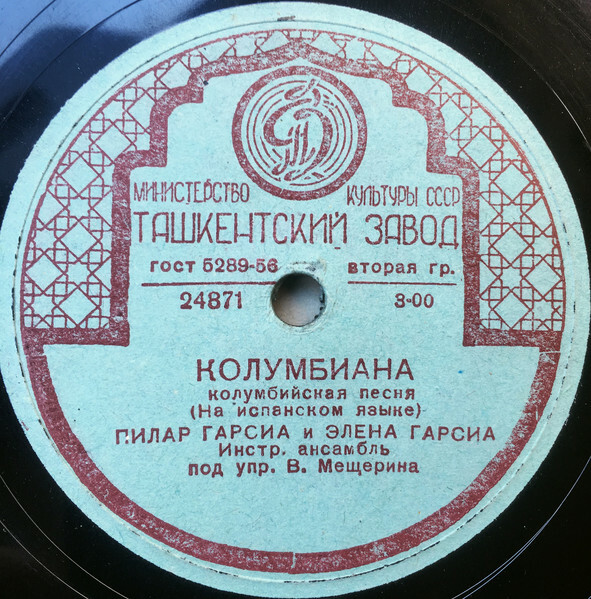 МИНИСТЕРСТВО КУЛЬТУРЫ СССР
ТАШКЕНТСКИЙ ЗАВОД
ГОСТ 5289-56 вторая гр.
24871 3-00
КОЛУМБИАНА
колумбийская песня
(На испанском языке)
ПИЛАР ГАРСИА и ЭЛЕНА ГАРСИА
Инстр. ансамбль
под упр. В. Мещерина